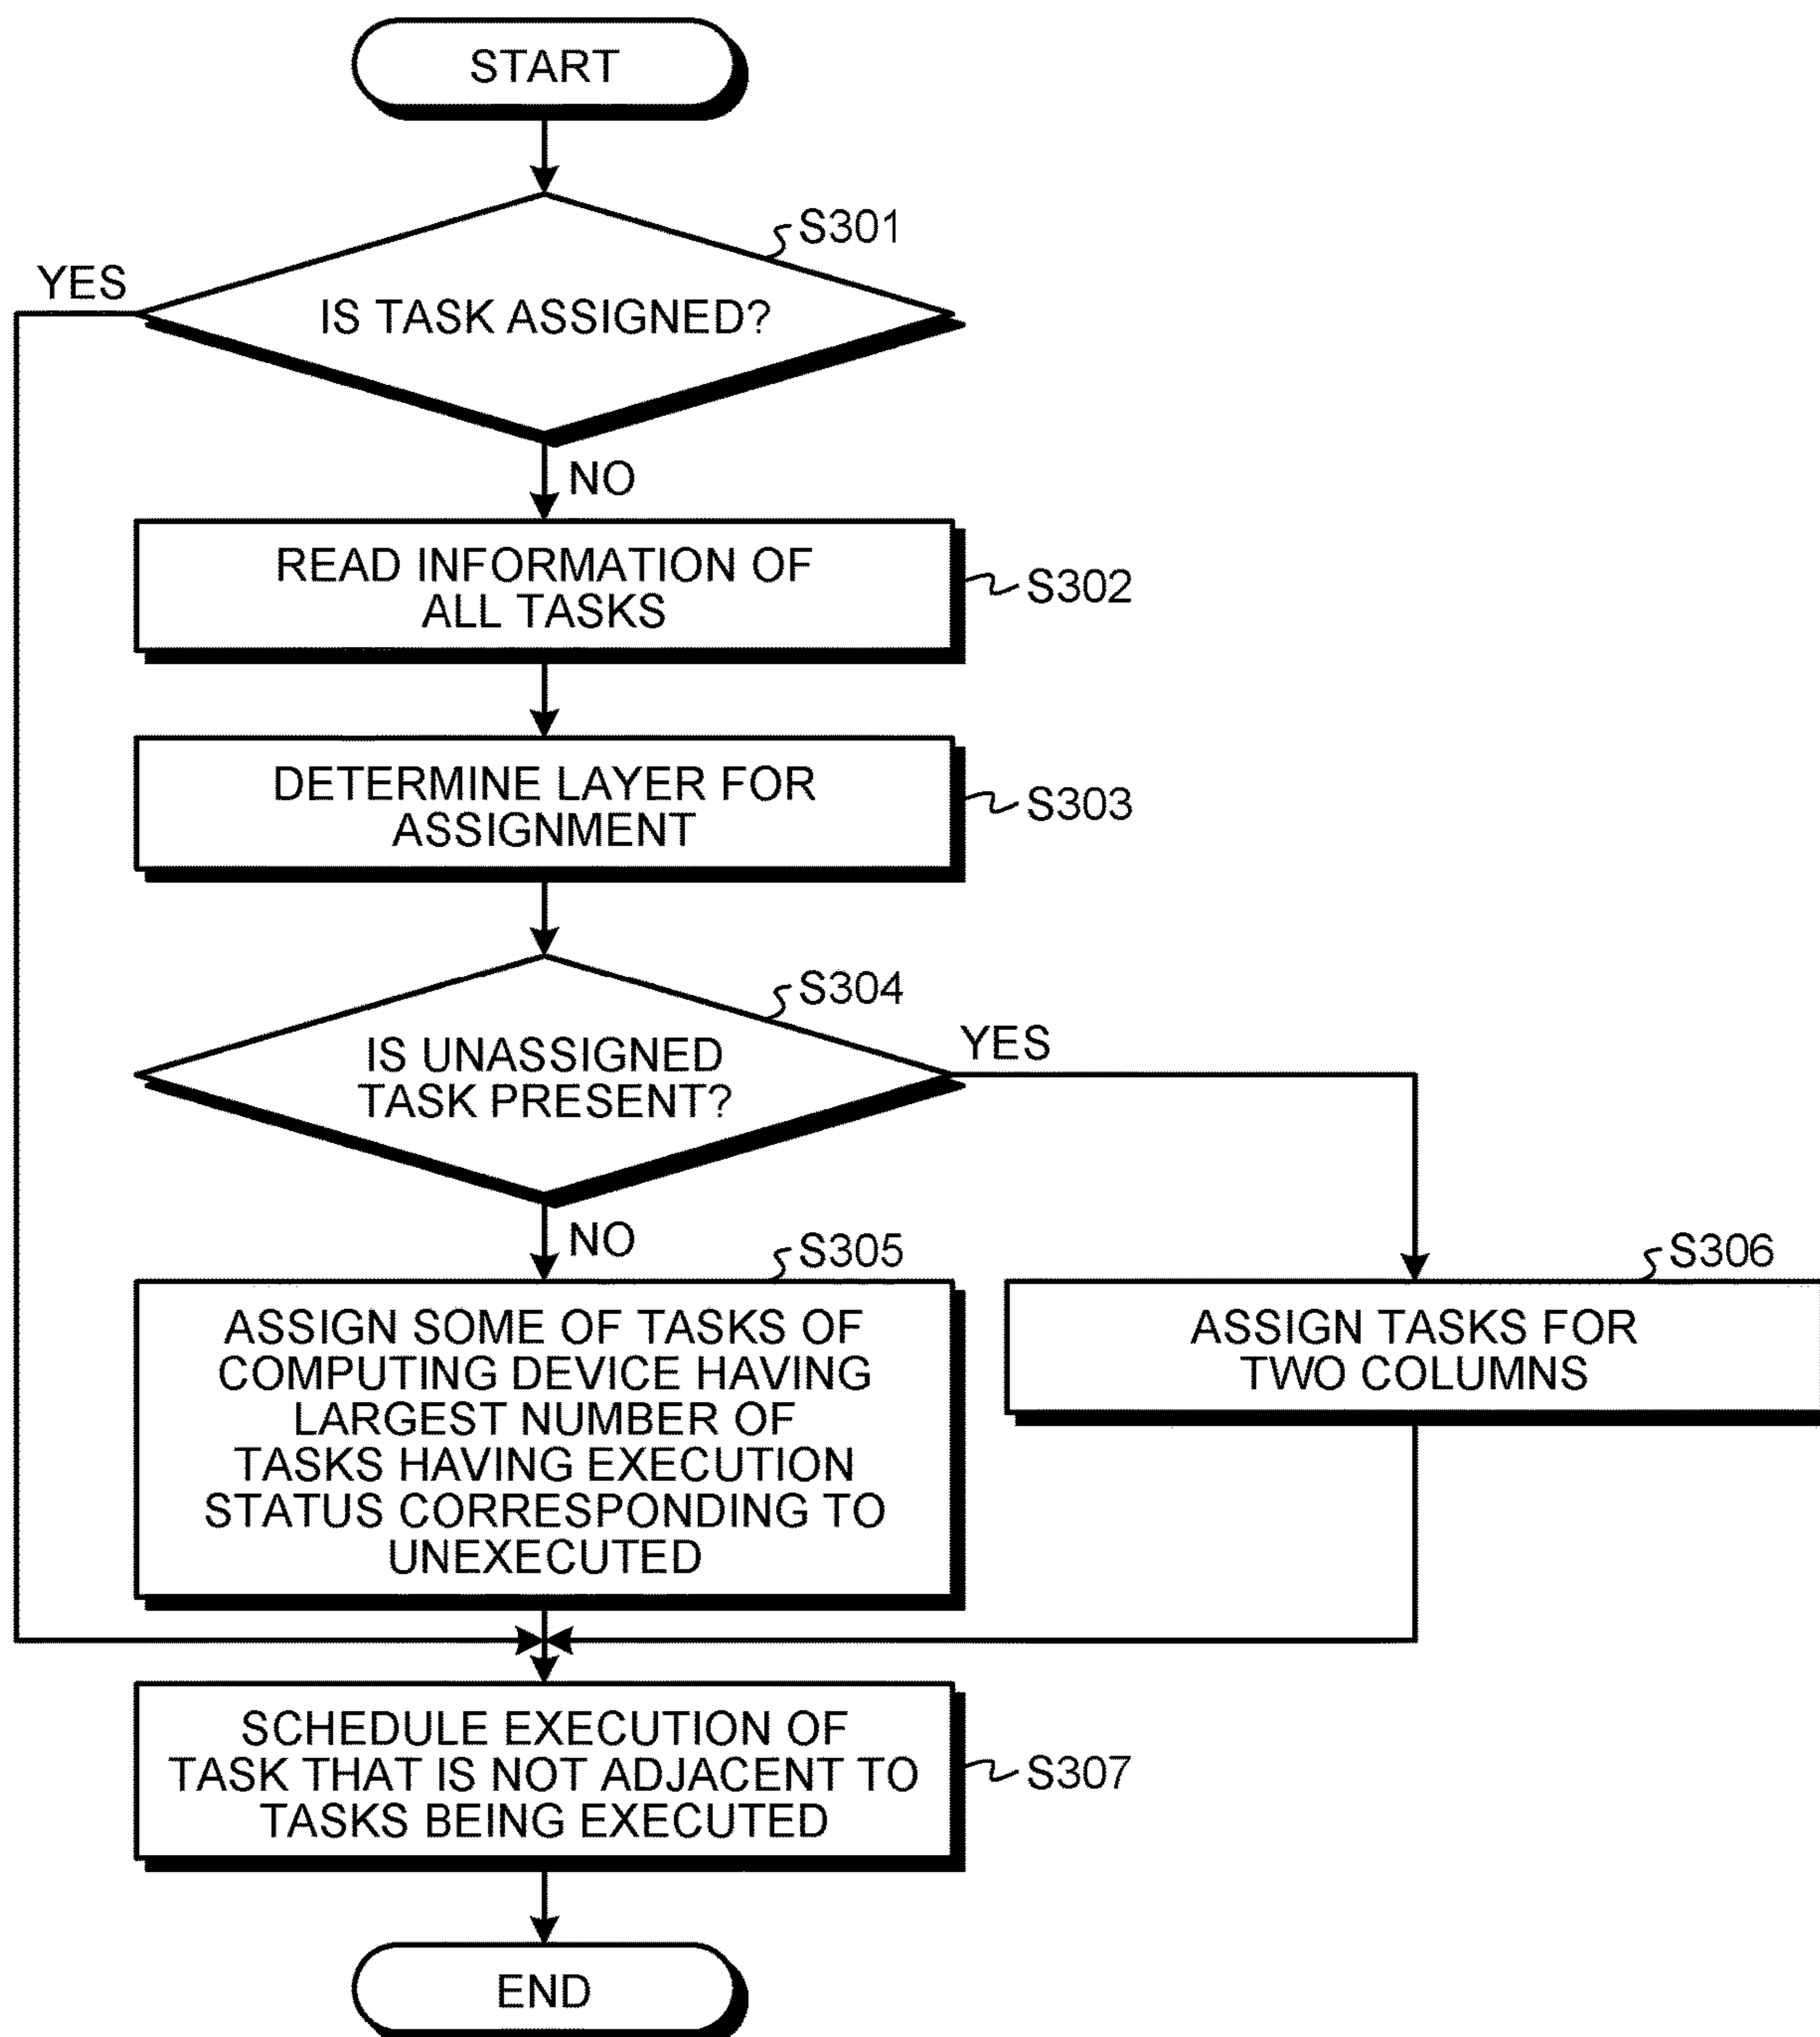 START
S301
YES
IS TASK ASSIGNED?
NO
READ INFORMATION OF
ALL TASKS
S302
DETERMINE LAYER FOR
ASSIGNMENT
S303
S304
IS UNASSIGNED
TASK PRESENT?
YES
NO
S305
ASSIGN SOME OF TASKS OF
COMPUTING DEVICE HAVING
LARGEST NUMBER OF
TASKS HAVING EXECUTION
STATUS CORRESPONDING TO
UNEXECUTED
S306
ASSIGN TASKS FOR
TWO COLUMNS
SCHEDULE EXECUTION OF
TASK THAT IS NOT ADJACENT TO
TASKS BEING EXECUTED
S307
END